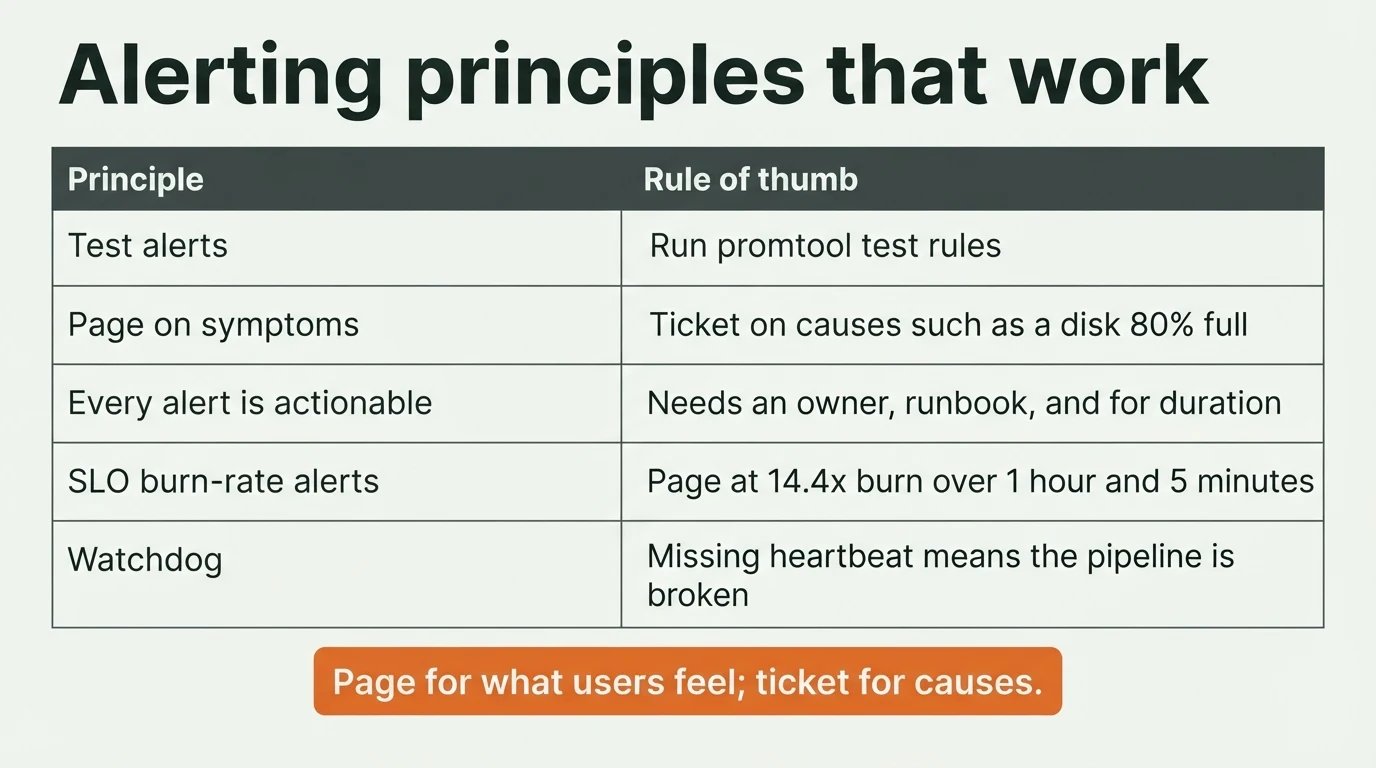 Alerting principles that work
Principle
Rule of thumb
Test alerts
Run promtool test rules
Page on symptoms
Ticket on causes such as a disk 80% full
Every alert is actionable
Needs an owner, runbook, and for duration
SLO burn-rate alerts
Page at 14.4x burn over 1 hour and 5 minutes
Watchdog
Missing heartbeat means the pipeline is
broken
Page for what users feel; ticket for causes.